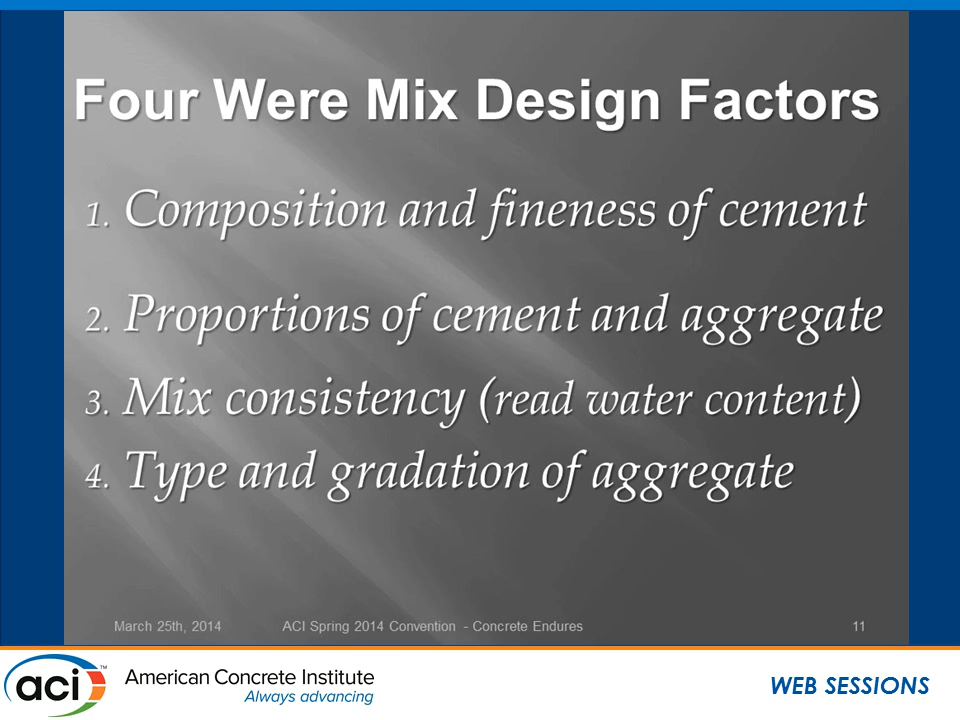 Four Were Mix Design Factors
1. Composition and fineness of cement
2. Proportions of cement and aggregate
3. Mix consistency (read water content)
4. Type and gradation of aggregate
March 25th, 2014 ACI Spring 2014 Convention - Concrete Endures 11
aci™ American Concrete Institute
Always advancing
WEB SESSIONS